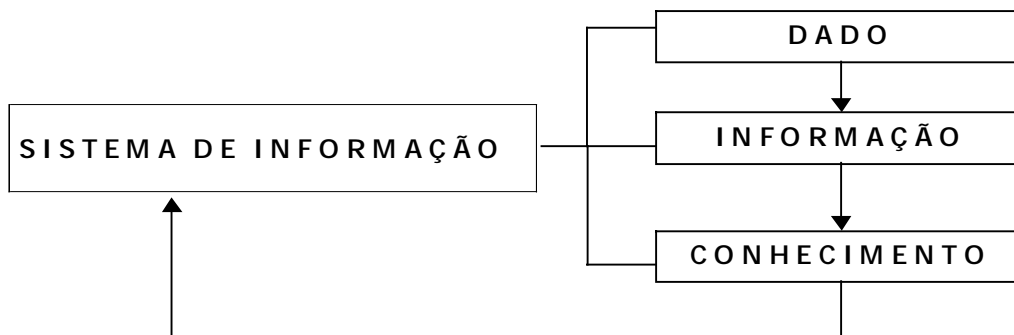 DADO
SISTEMA DE INFORMAÇÃO
INFORMAÇÃO
CONHECIMENTO